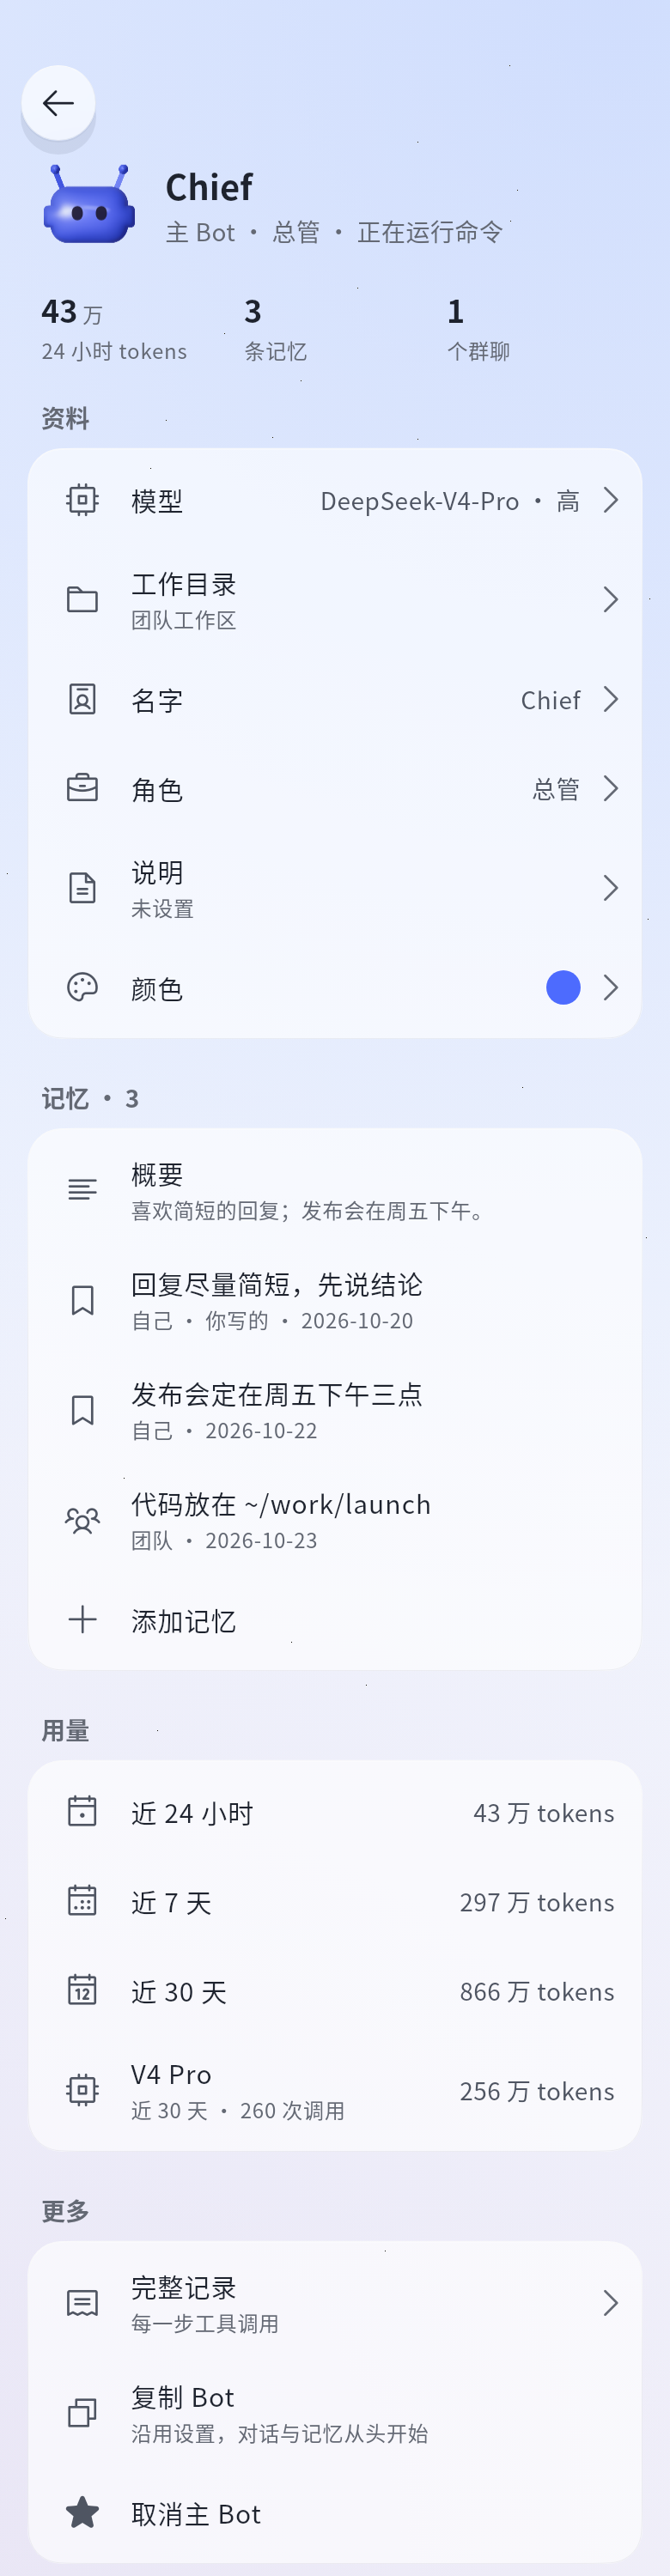 Chief
主 Bot · 总管 · 正在运行命令
43 万
24 小时 tokens
3
条记忆
1
个群聊
资料
模型
DeepSeek-V4-Pro · 高
工作目录
团队工作区
名字
Chief
角色
总管
说明
未设置
颜色
记忆 · 3
概要
喜欢简短的回复；发布会在周五下午。
回复尽量简短，先说结论
自己 · 你写的 · 2026-10-20
发布会定在周五下午三点
自己 · 2026-10-22
代码放在 ~/work/launch
团队 · 2026-10-23
添加记忆
用量
近 24 小时
43 万 tokens
近 7 天
297 万 tokens
12
近 30 天
866 万 tokens
V4 Pro
近 30 天 · 260 次调用
256 万 tokens
更多
完整记录
每一步工具调用
复制 Bot
沿用设置，对话与记忆从头开始
取消主 Bot